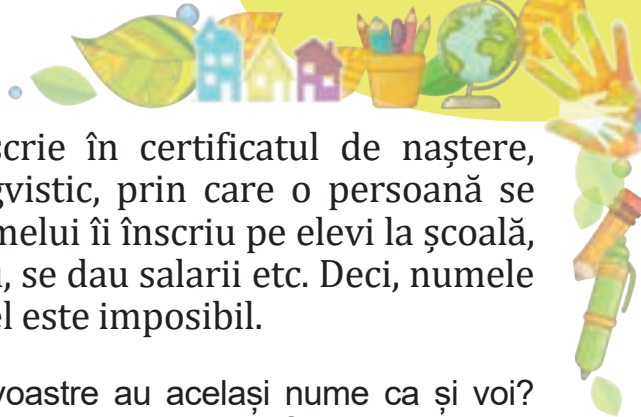 scrie în certificatul de naștere,
gvistic, prin care o persoană se
melui îi înscriu pe elevi la școală,
, se dau salarii etc. Deci, numele
el este imposibil.
voastre au același nume ca și voi?